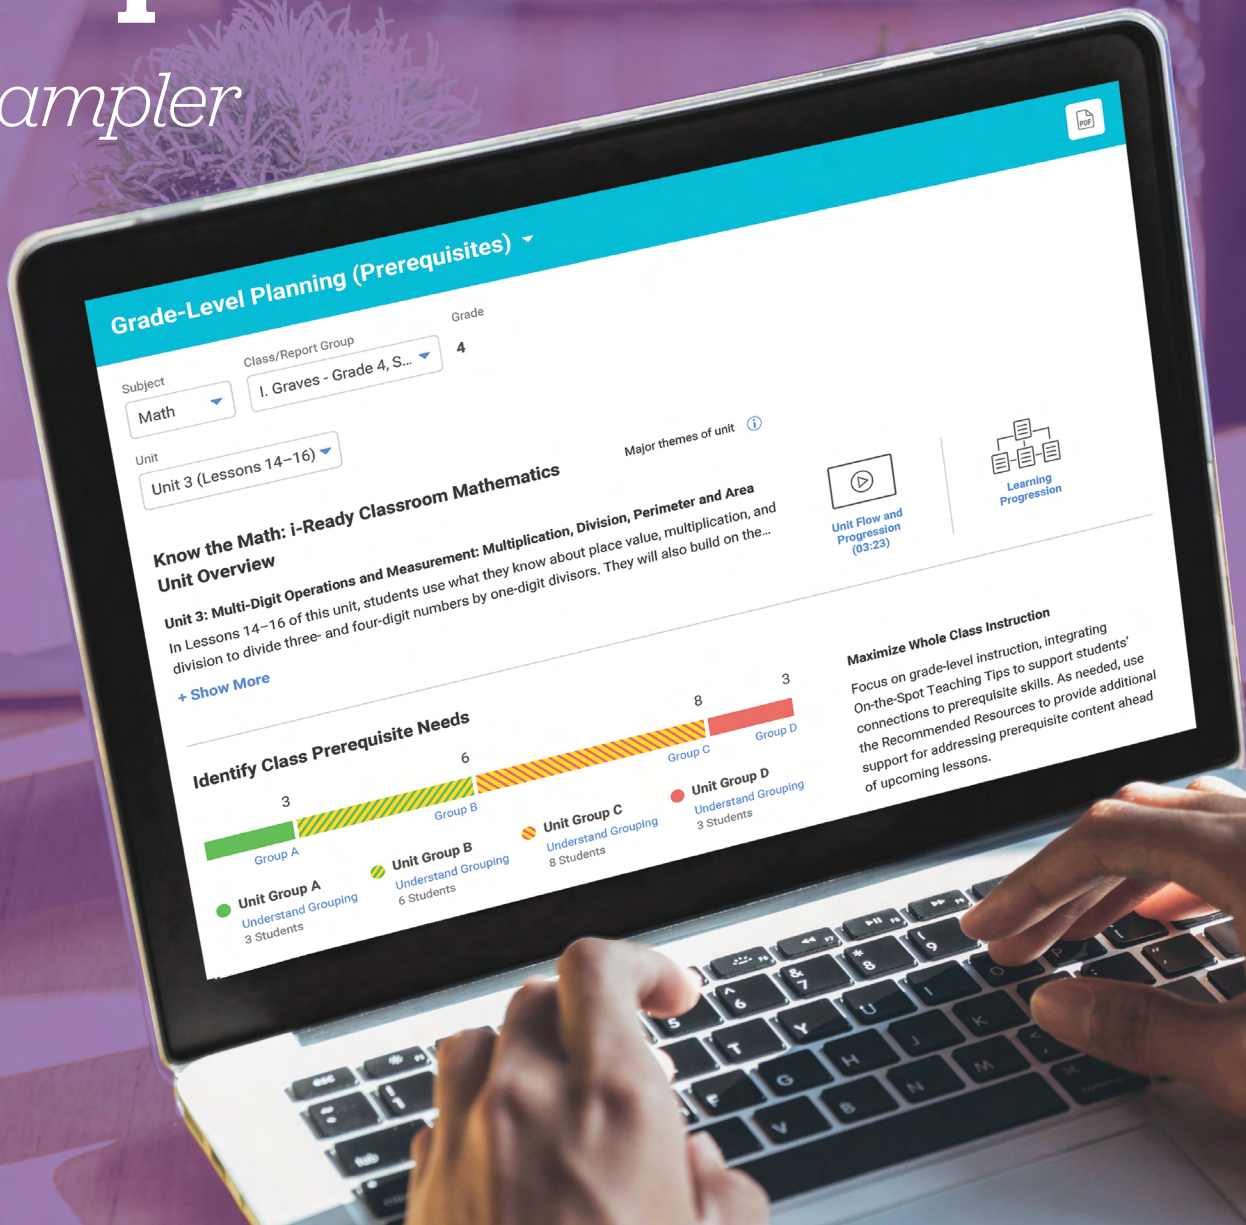 ampler
PDF
Grade-Level Planning (Prerequisites)
Subject
Class/Report Group
Grade
Math
I. Graves - Grade 4, S...
4
Unit
Unit 3 (Lessons 14–16)
Know the Math: i-Ready Classroom Mathematics
Unit Overview
Major themes of unit
Unit 3: Multi-Digit Operations and Measurement: Multiplication, Division, Perimeter and Area
In Lessons 14–16 of this unit, students use what they know about place value, multiplication, and
division to divide three- and four-digit numbers by one-digit divisors. They will also build on the...
+ Show More
Unit Flow and
Progression
(03:23)
Learning
Progression
Identify Class Prerequisite Needs
3
6
8
3
Group A
Group B
Group C
Group D
Unit Group A
Understand Grouping
3 Students
Unit Group B
Understand Grouping
6 Students
Unit Group C
Understand Grouping
8 Students
Unit Group D
Understand Grouping
3 Students
Maximize Whole Class Instruction
Focus on grade-level instruction, integrating
On-the-Spot Teaching Tips to support students'
connections to prerequisite skills. As needed, use
the Recommended Resources to provide additional
support for addressing prerequisite content ahead
of upcoming lessons.
esc
^ 6
& 7
* 8
( 9
5
T
Y
U
I
O
P
F
G
H
J
K
V
B
N
M
tab